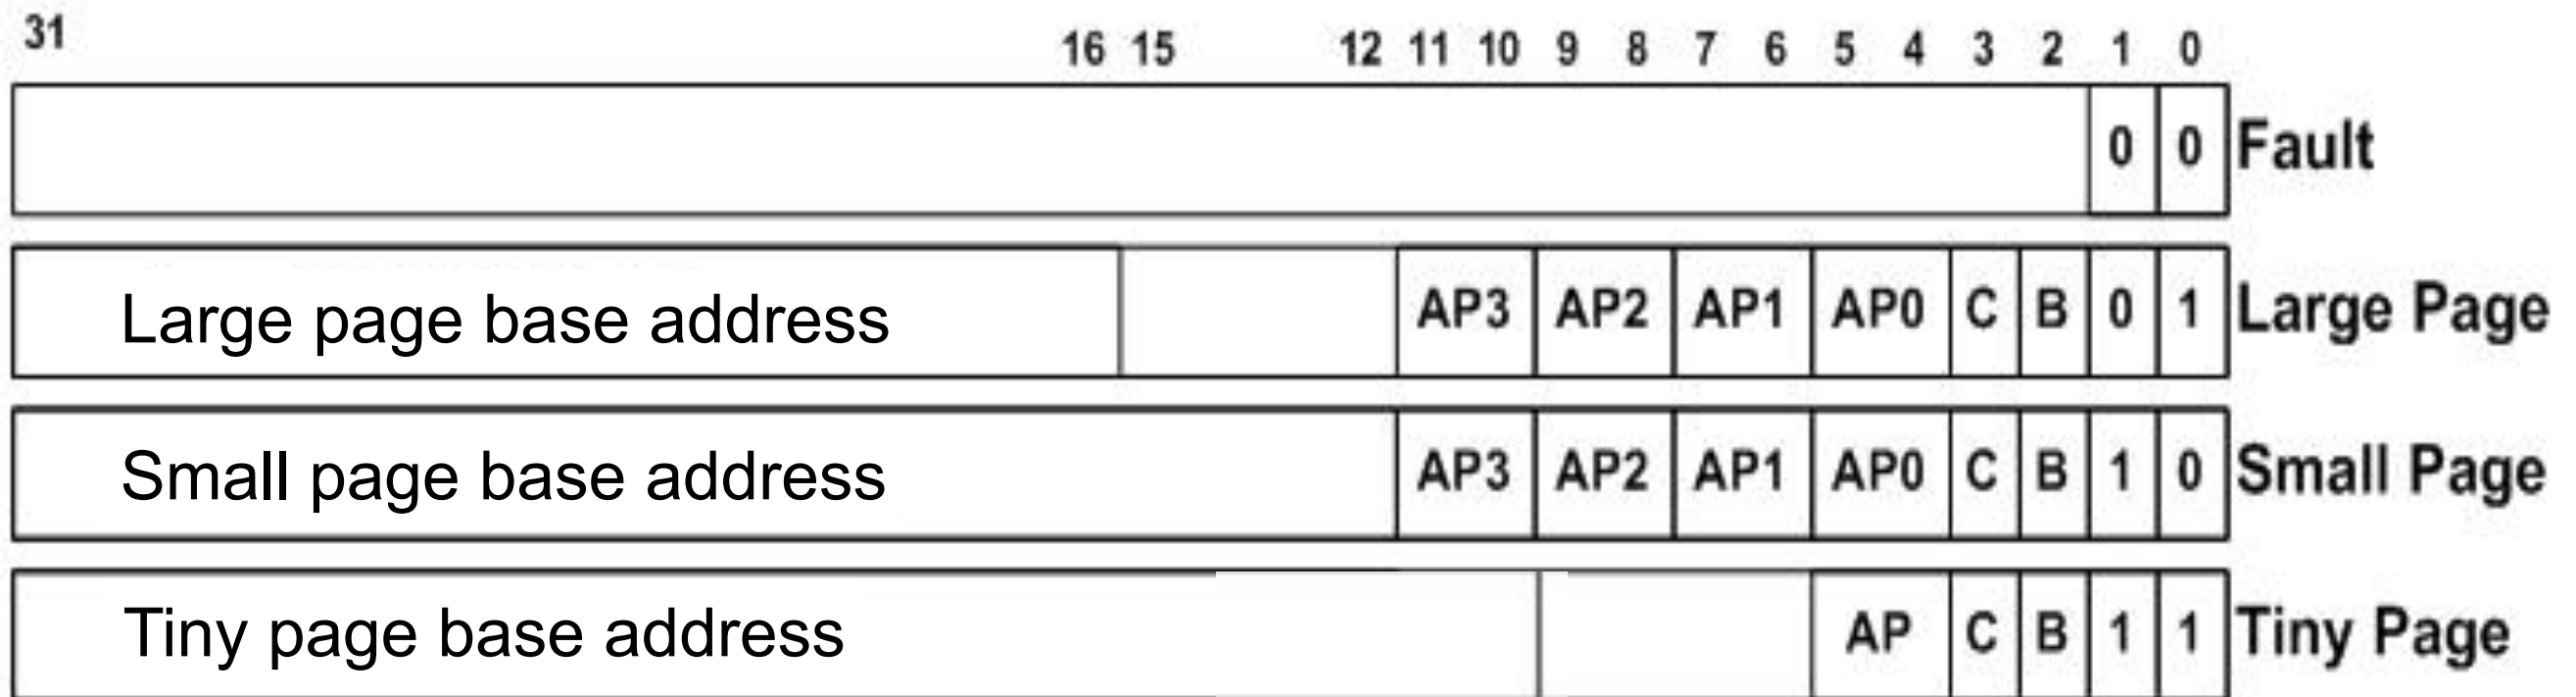 31 16 15 12 11 10 9 8 7 6 5 4 3 2 1 0
0 0 Fault
Large page base address AP3 AP2 AP1 AP0 C B 0 1 Large Page
Small page base address AP3 AP2 AP1 AP0 C B 1 0 Small Page
Tiny page base address AP C B 1 1 Tiny Page